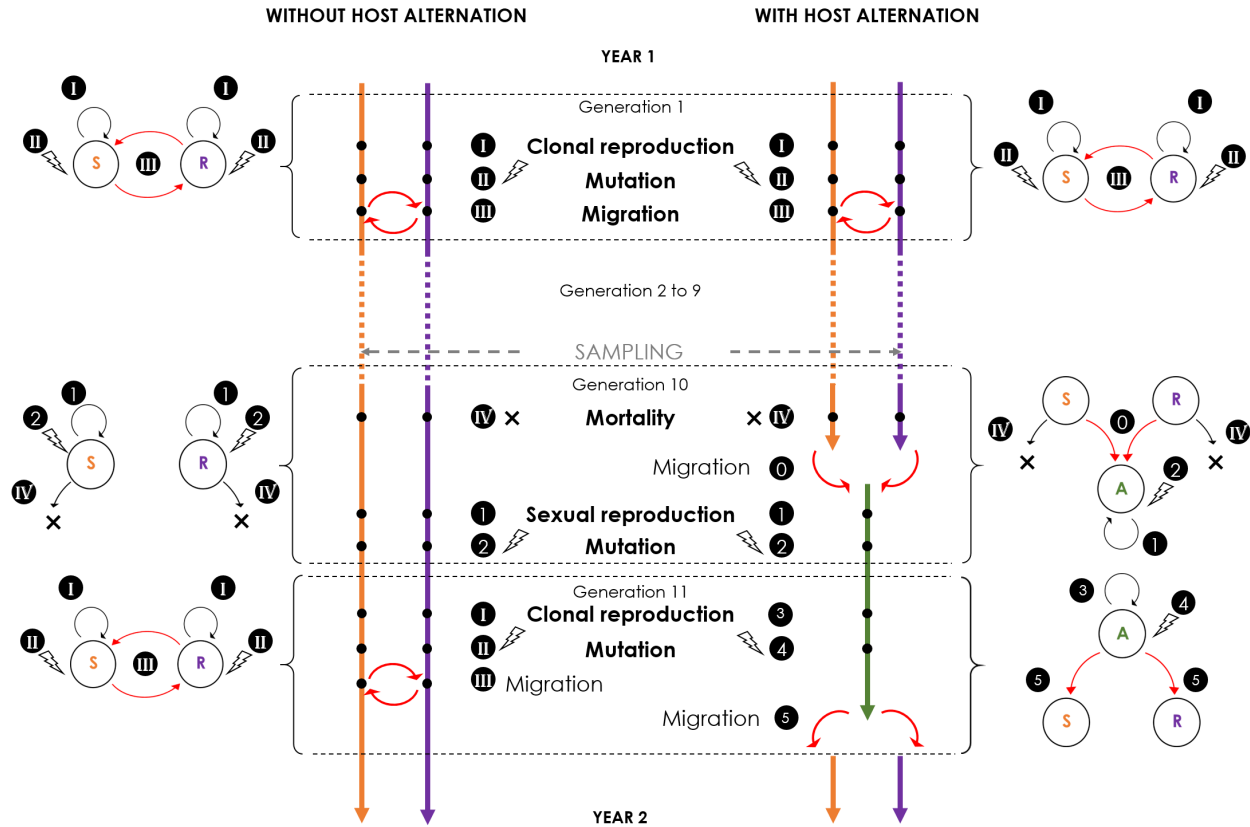 WITHOUT HOST ALTERNATION WITH HOST ALTERNATION
YEAR 1
Generation 1
I I I I
I Clonal reproduction I
II II II Mutation II II II
S III R S III R
III Migration III
Generation 2 to 9
SAMPLING
Generation 10
1 1 S R
2 2 IV Mortality IV IV 0 IV
S R Migration 0
IV IV A 2
1 Sexual reproduction 1
2 Mutation 2 1
Generation 11
I I I Clonal reproduction 3 3 4
II II II Mutation 4 A
S III R
III Migration 5 5
Migration 5 S R
YEAR 2